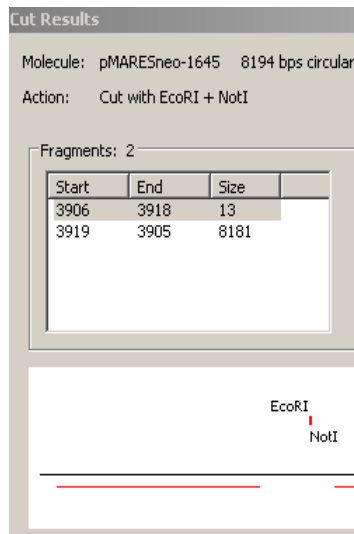 Cut Results
Molecule: pMARESneo-1645 8194 bps circular
Action: Cut with EcoRI + NotI
Fragments: 2
Start End Size
3906 3918 13
3919 3905 8181
EcoRI
NotI